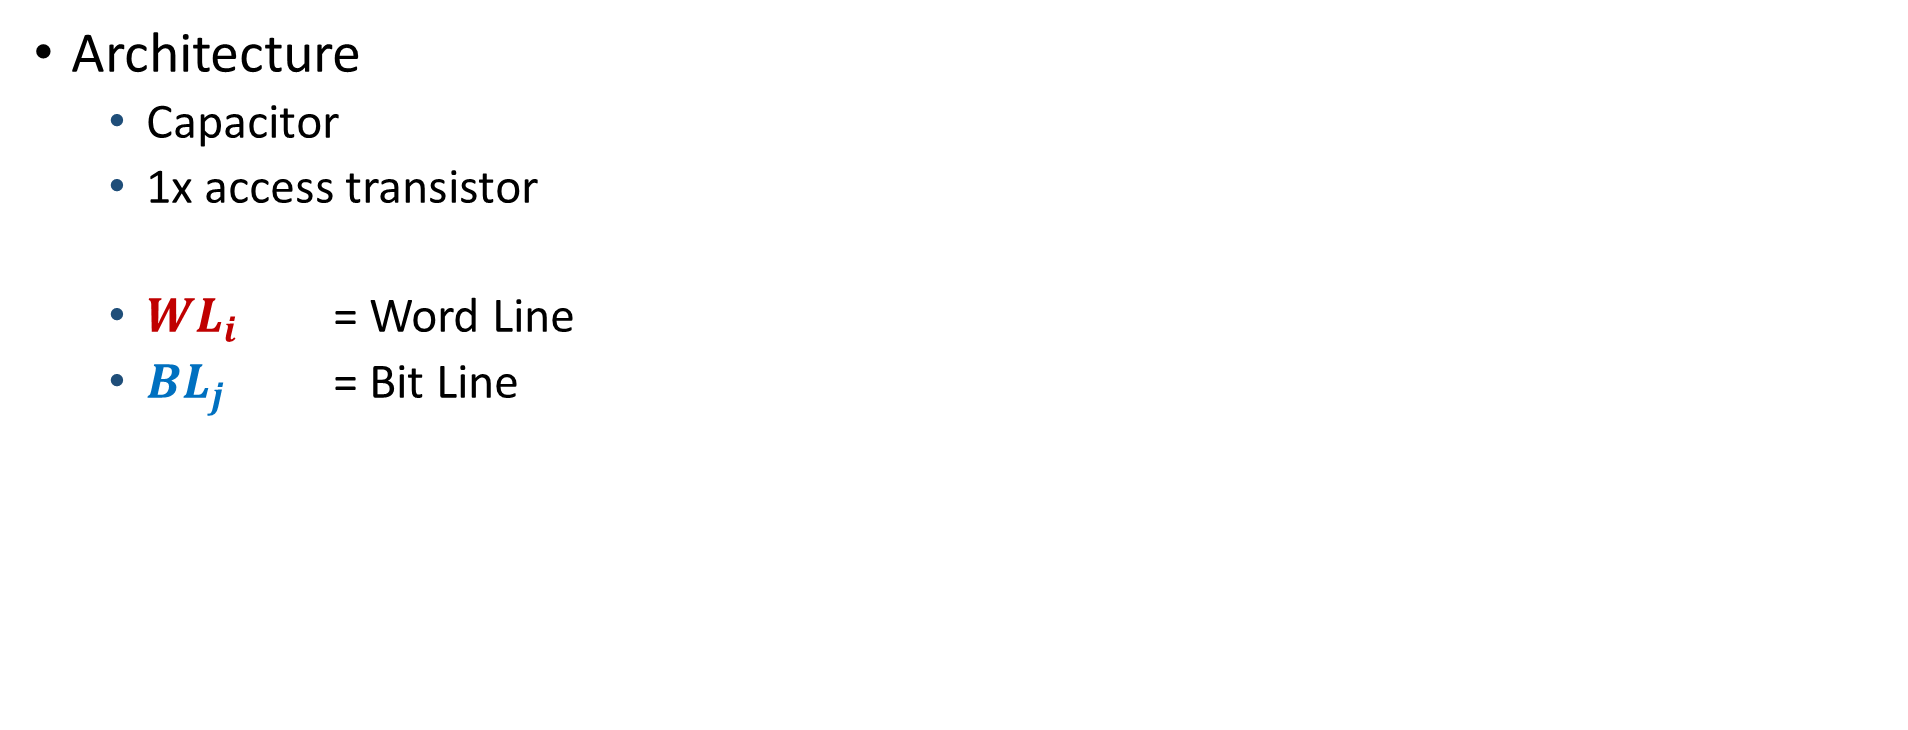 • Architecture
• Capacitor
• 1x access transistor
• WLᵢ = Word Line
• BLⱼ = Bit Line